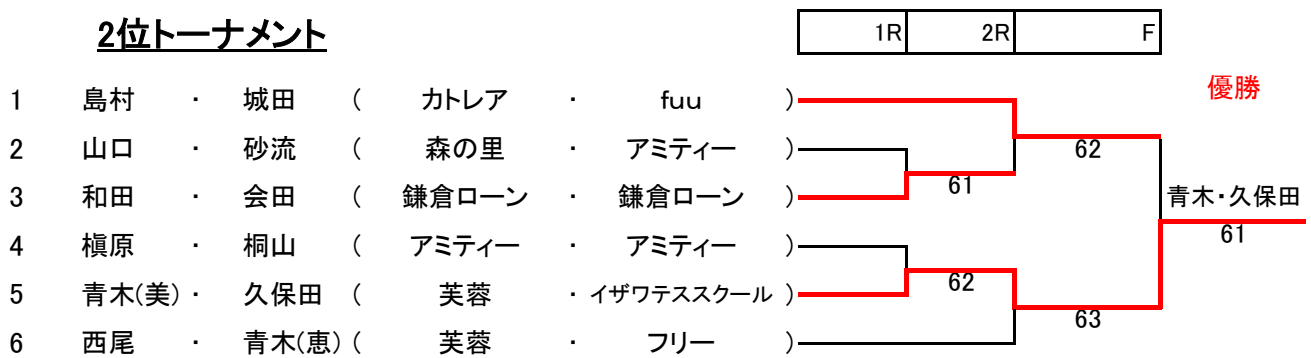 2位トーナメント
1R 2R F
優勝
1 島村 ・ 城田 ( カトレア ・ fuu )
2 山口 ・ 砂流 ( 森の里 ・ アミティー )
62
61
3 和田 ・ 会田 ( 鎌倉ローン ・ 鎌倉ローン )
青木・久保田
61
4 槇原 ・ 桐山 ( アミティー ・ アミティー )
62
5 青木(美) ・ 久保田 ( 芙蓉 ・ イザワテススクール )
63
6 西尾 ・ 青木(恵) ( 芙蓉 ・ フリー )